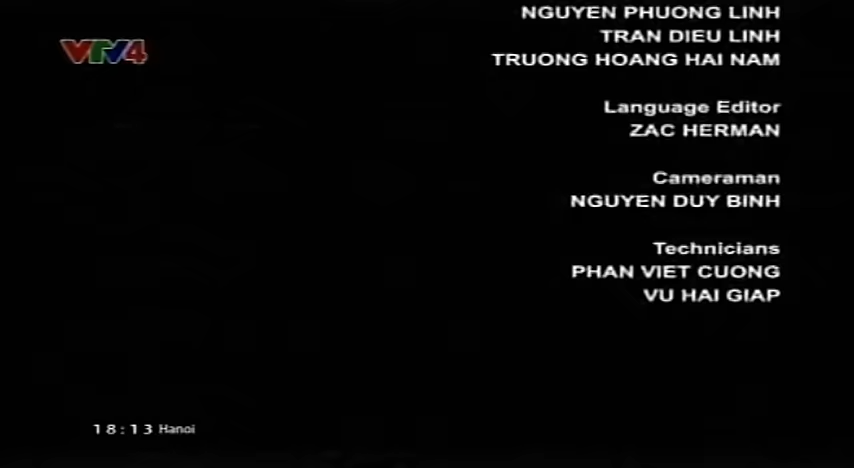 NGUYEN PHUONG LINH
TRAN DIEU LINH
VTV4
TRUONG HOANG HAI NAM
Language Editor
ZAC HERMAN
Cameraman
NGUYEN DUY BINH
Technicians
PHAN VIET CUONG
VU HAI GIAP
18:13 Hanoi